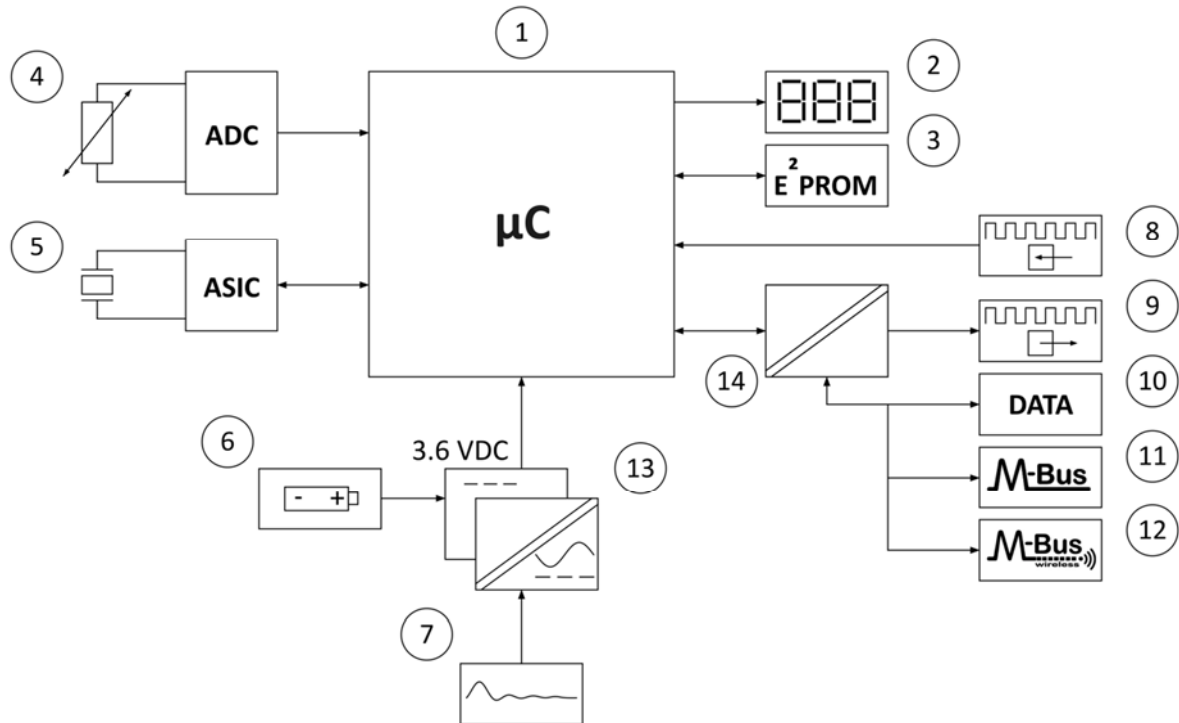 1
4
ADC
2
888
3
E²PROM
µC
5
ASIC
8
9
14
10
DATA
6
3.6 VDC
13
- +
11
M-Bus
12
M-Bus
wireless
7